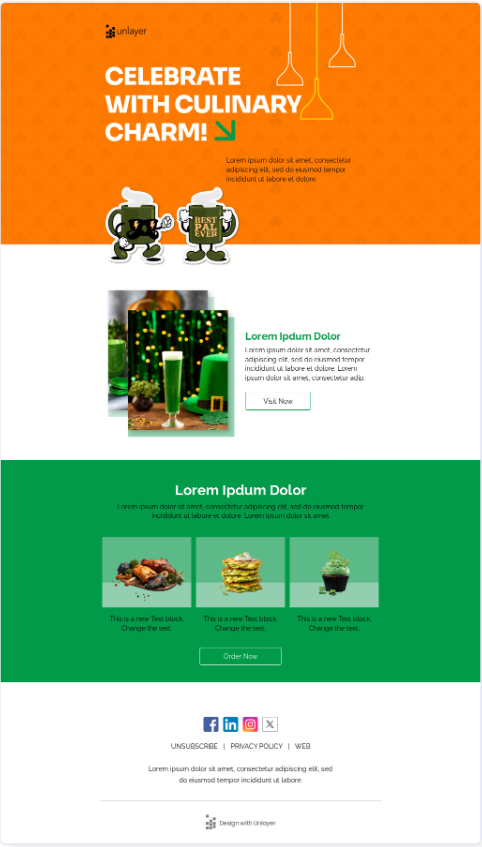 unlayer
CELEBRATE
WITH CULINARY
CHARM!
Lorem ipsum dolor sit amet, consectetur
adipiscing elit, sed do eiusmod tempor
incididunt ut labore et dolore.
BEST
PAL
EVER
Lorem Ipdum Dolor
Lorem ipsum dolor sit amet, consectetur
adipiscing elit, sed do eiusmod tempor
incididunt ut labore et dolore. Lorem
ipsum dolor sit amet, consectetur adip.
Visit Now
Lorem Ipdum Dolor
Lorem ipsum dolor sit amet, consectetur adipiscing elit, sed do eiusmod tempor
incididunt ut labore et dolore. Lorem ipsum dolor sit amet
This is a new Text block. This is a new Text block. This is a new Text block.
Change the text. Change the text. Change the text.
Order Now
UNSUBSCRIBE | PRIVACY POLICY | WEB
Lorem ipsum dolor sit amet, consectetur adipiscing elit, sed
do eiusmod tempor incididunt ut labore.
Design with Unlayer